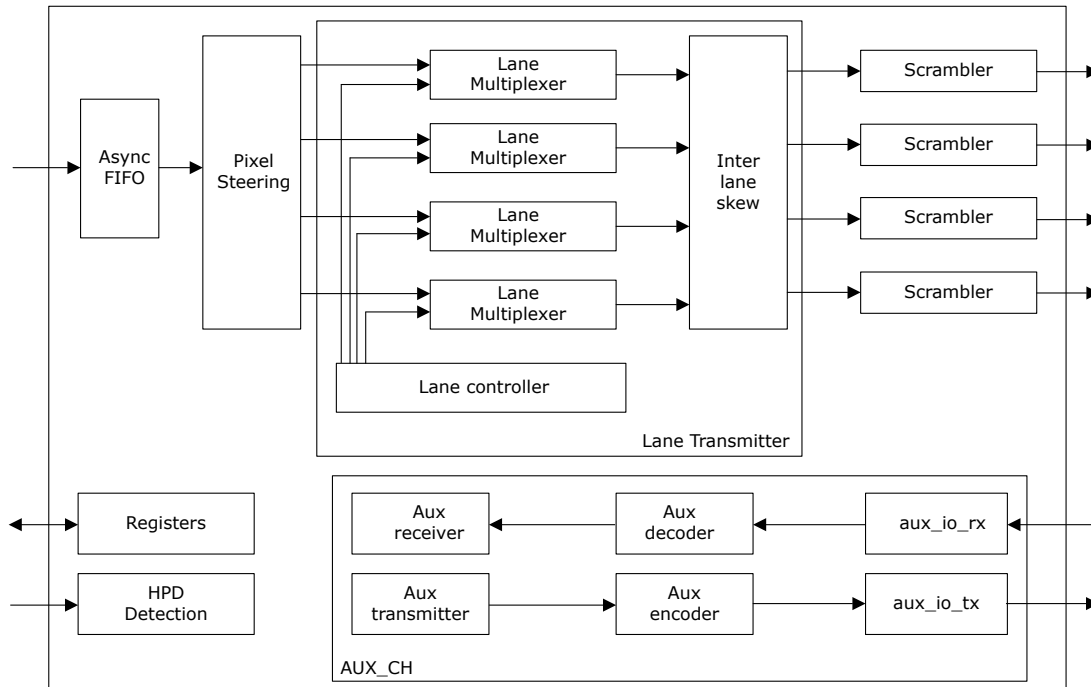 Async
FIFO
Pixel
Steering
Lane
Multiplexer
Lane
Multiplexer
Lane
Multiplexer
Lane
Multiplexer
Lane controller
Inter
lane
skew
Lane Transmitter
Scrambler
Scrambler
Scrambler
Scrambler
Registers
HPD
Detection
Aux
receiver
Aux
decoder
aux_io_rx
Aux
transmitter
Aux
encoder
aux_io_tx
AUX_CH